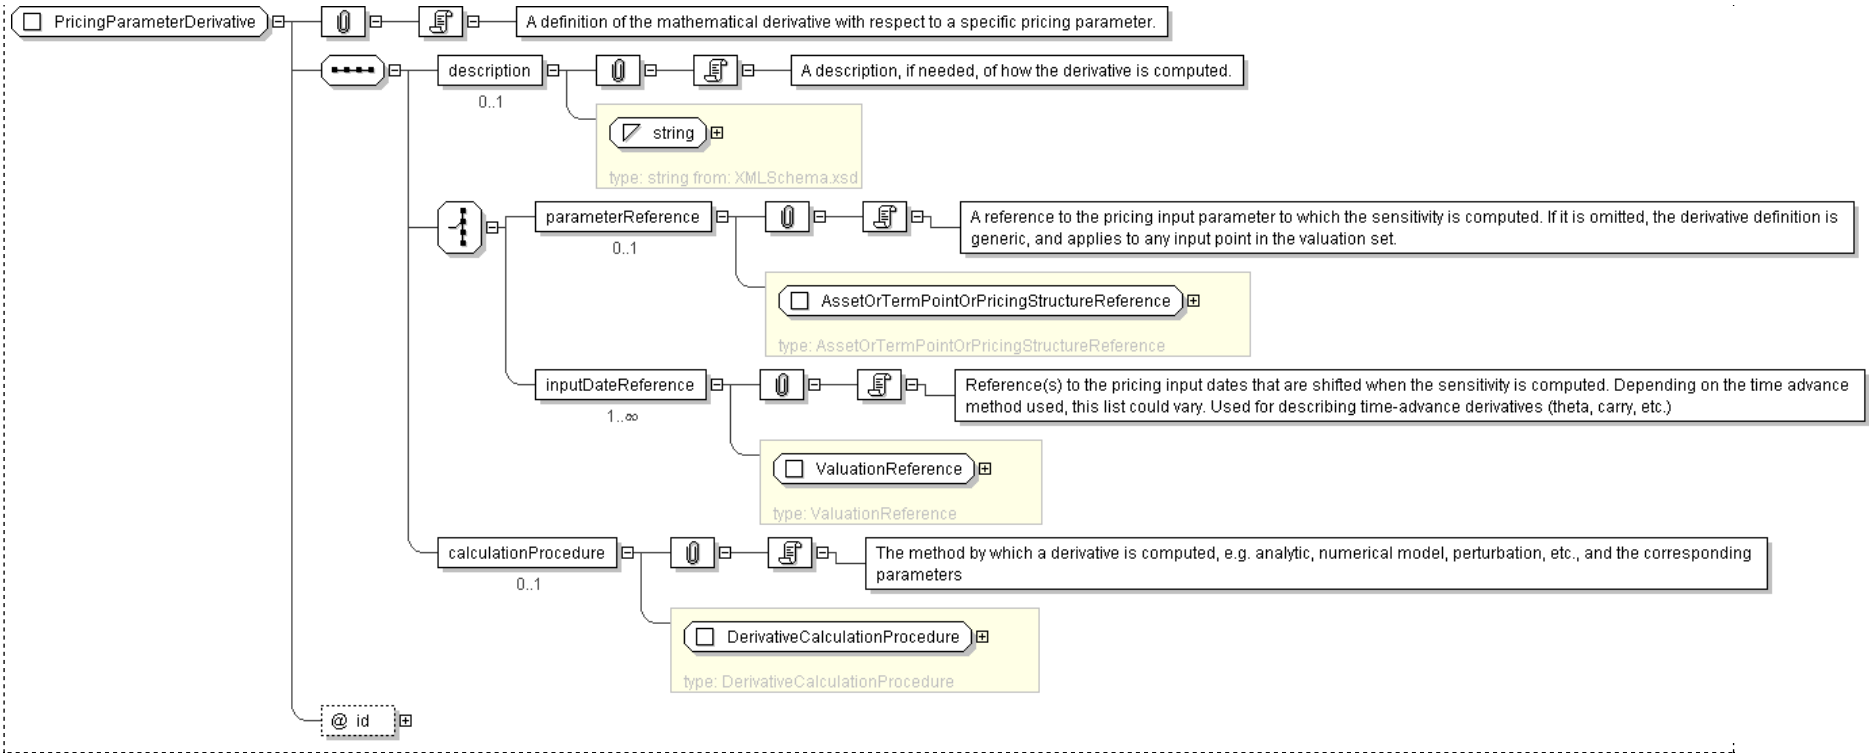 PricingParameterDerivative
A definition of the mathematical derivative with respect to a specific pricing parameter.
description
A description, if needed, of how the derivative is computed.
0..1
string
type: string from: XMLSchema.xsd
parameterReference
A reference to the pricing input parameter to which the sensitivity is computed. If it is omitted, the derivative definition is
generic, and applies to any input point in the valuation set.
0..1
AssetOrTermPointOrPricingStructureReference
type: AssetOrTermPointOrPricingStructureReference
inputDateReference
Reference(s) to the pricing input dates that are shifted when the sensitivity is computed. Depending on the time advance
method used, this list could vary. Used for describing time-advance derivatives (theta, carry, etc.)
1..∞
ValuationReference
type: ValuationReference
calculationProcedure
The method by which a derivative is computed, e.g. analytic, numerical model, perturbation, etc., and the corresponding
parameters
0..1
DerivativeCalculationProcedure
type: DerivativeCalculationProcedure
@ id